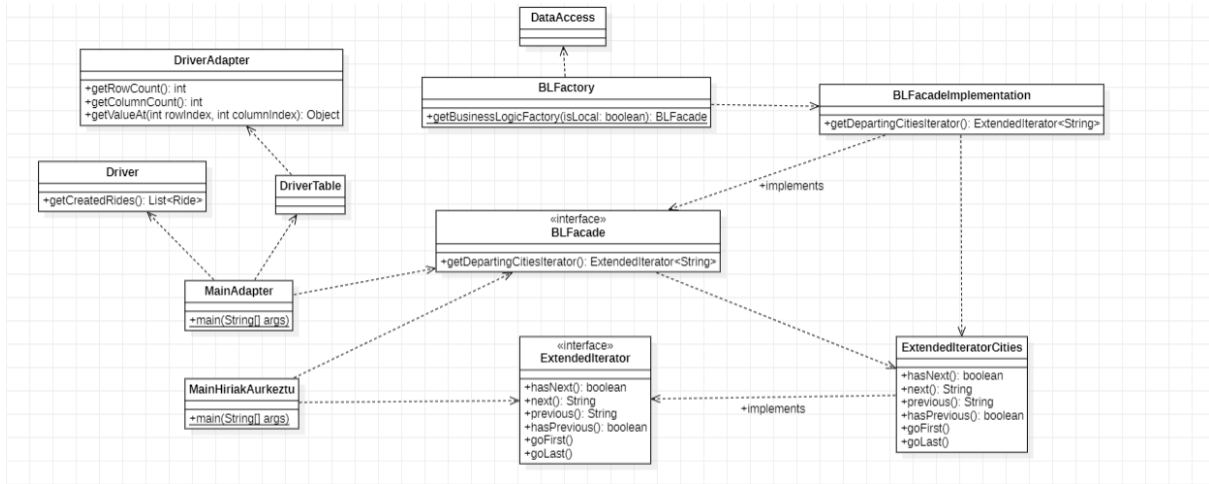 DataAccess
DriverAdapter
+getRowCount(): int
+getColumnCount(): int
+getValueAt(int rowIndex, int columnIndex): Object
BLFactory
+getBusinessLogicFactory(isLocal: boolean): BLFacade
BLFacadeImplementation
+getDepartingCitiesIterator(): ExtendedIterator<String>
Driver
+getCreatedRides(): List<Ride>
DriverTable
+implements
«interface»
BLFacade
+getDepartingCitiesIterator(): ExtendedIterator<String>
MainAdapter
+main(String[] args)
«interface»
ExtendedIterator
+hasNext(): boolean
+next(): String
+previous(): String
+hasPrevious(): boolean
+goFirst()
+goLast()
ExtendedIteratorCities
+hasNext(): boolean
+next(): String
+previous(): String
+hasPrevious(): boolean
+goFirst()
+goLast()
MainHiriakAurkeztu
+main(String[] args)
+implements